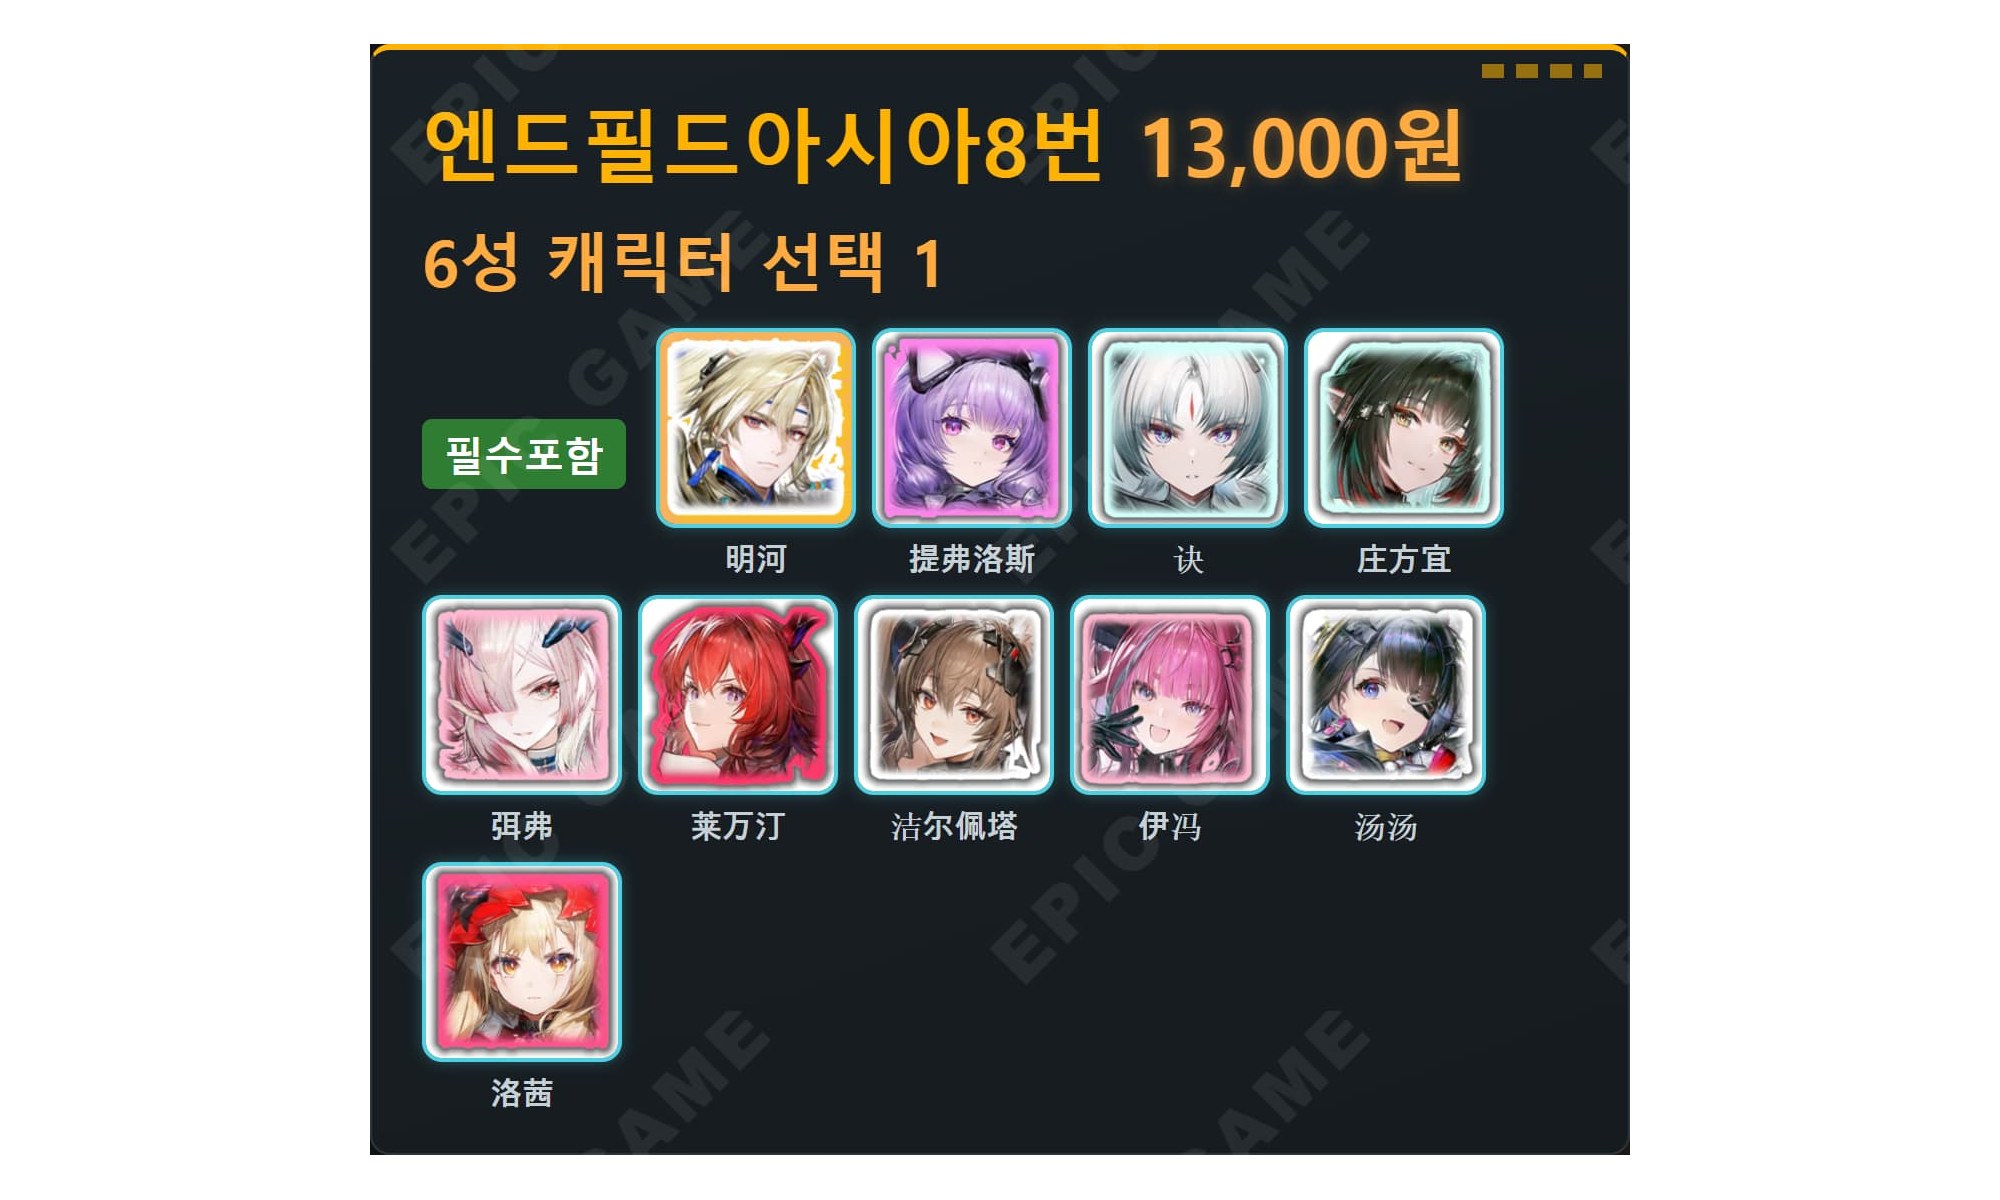 엔드필드아시아8번 13,000원
6성 캐릭터 선택 1
필수포함
明河 提弗洛斯 诀 庄方宜
弭弗 莱万汀 洁尔佩塔 伊冯 汤汤
洛茜
EPIC GAME